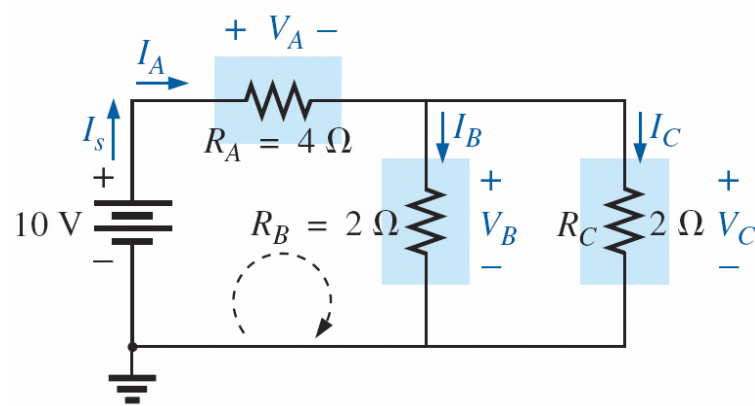 + V_A −
I_A
I_s
R_A = 4 Ω
I_B
I_C
+
10 V
−
R_B = 2 Ω
+
V_B
−
R_C
2 Ω
+
V_C
−